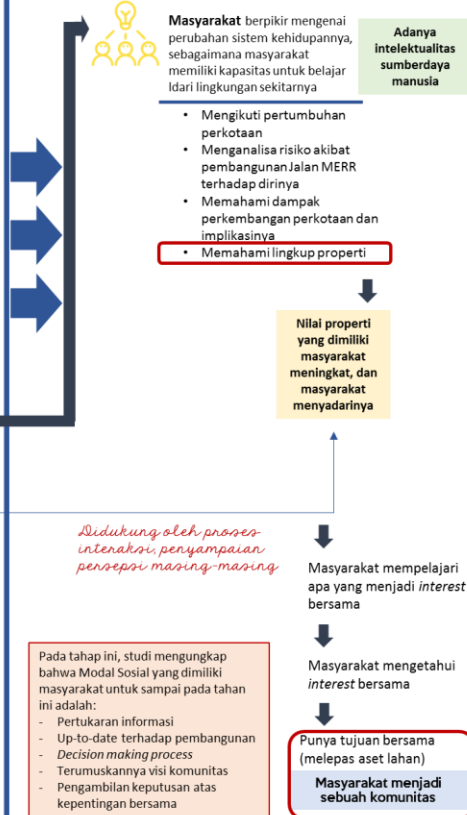 Masyarakat berpikir mengenai
perubahan sistem kehidupannya,
sebagaimana masyarakat
memiliki kapasitas untuk belajar
ldari lingkungan sekitarnya
Adanya
intelektualitas
sumberdaya
manusia
• Mengikuti pertumbuhan
perkotaan
• Menganalisa risiko akibat
pembangunan Jalan MERR
terhadap dirinya
• Memahami dampak
perkembangan perkotaan dan
implikasinya
• Memahami lingkup properti
Nilai properti
yang dimiliki
masyarakat
meningkat, dan
masyarakat
menyadarinya
Didukung oleh proses
interaksi, penyampaian
persepsi masing-masing
Masyarakat mempelajari
apa yang menjadi interest
bersama
Masyarakat mengetahui
interest bersama
Pada tahap ini, studi mengungkap
bahwa Modal Sosial yang dimiliki
masyarakat untuk sampai pada tahan
ini adalah:
- Pertukaran informasi
- Up-to-date terhadap pembangunan
- Decision making process
- Terumuskannya visi komunitas
- Pengambilan keputusan atas
kepentingan bersama
Punya tujuan bersama
(melepas aset lahan)
Masyarakat menjadi
sebuah komunitas